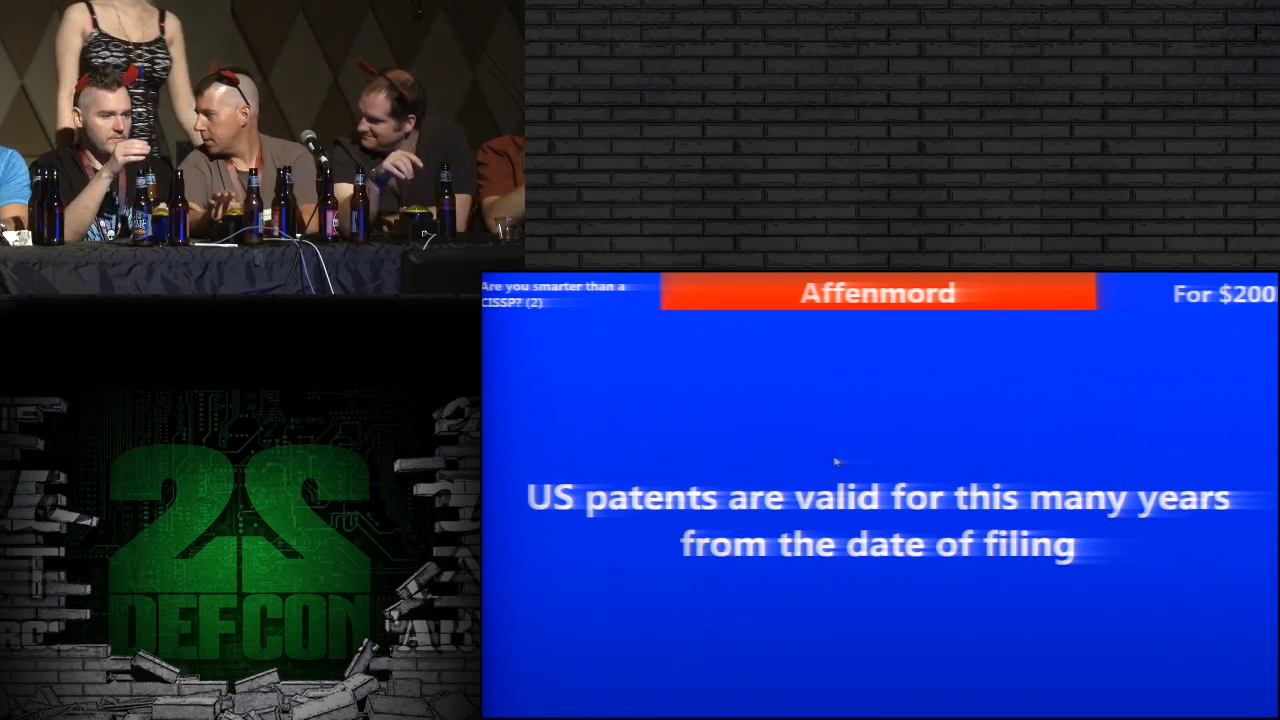 Are you smarter than a
CISSP? (2)
Affenmord
For $200
US patents are valid for this many years
from the date of filing
22
DEFCON